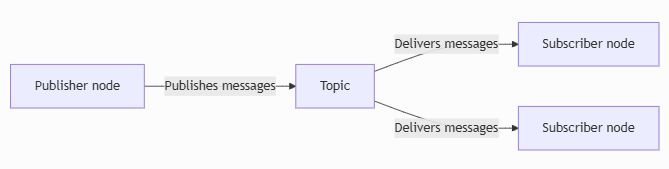 Publisher node
Publishes messages
Topic
Delivers messages
Subscriber node
Delivers messages
Subscriber node